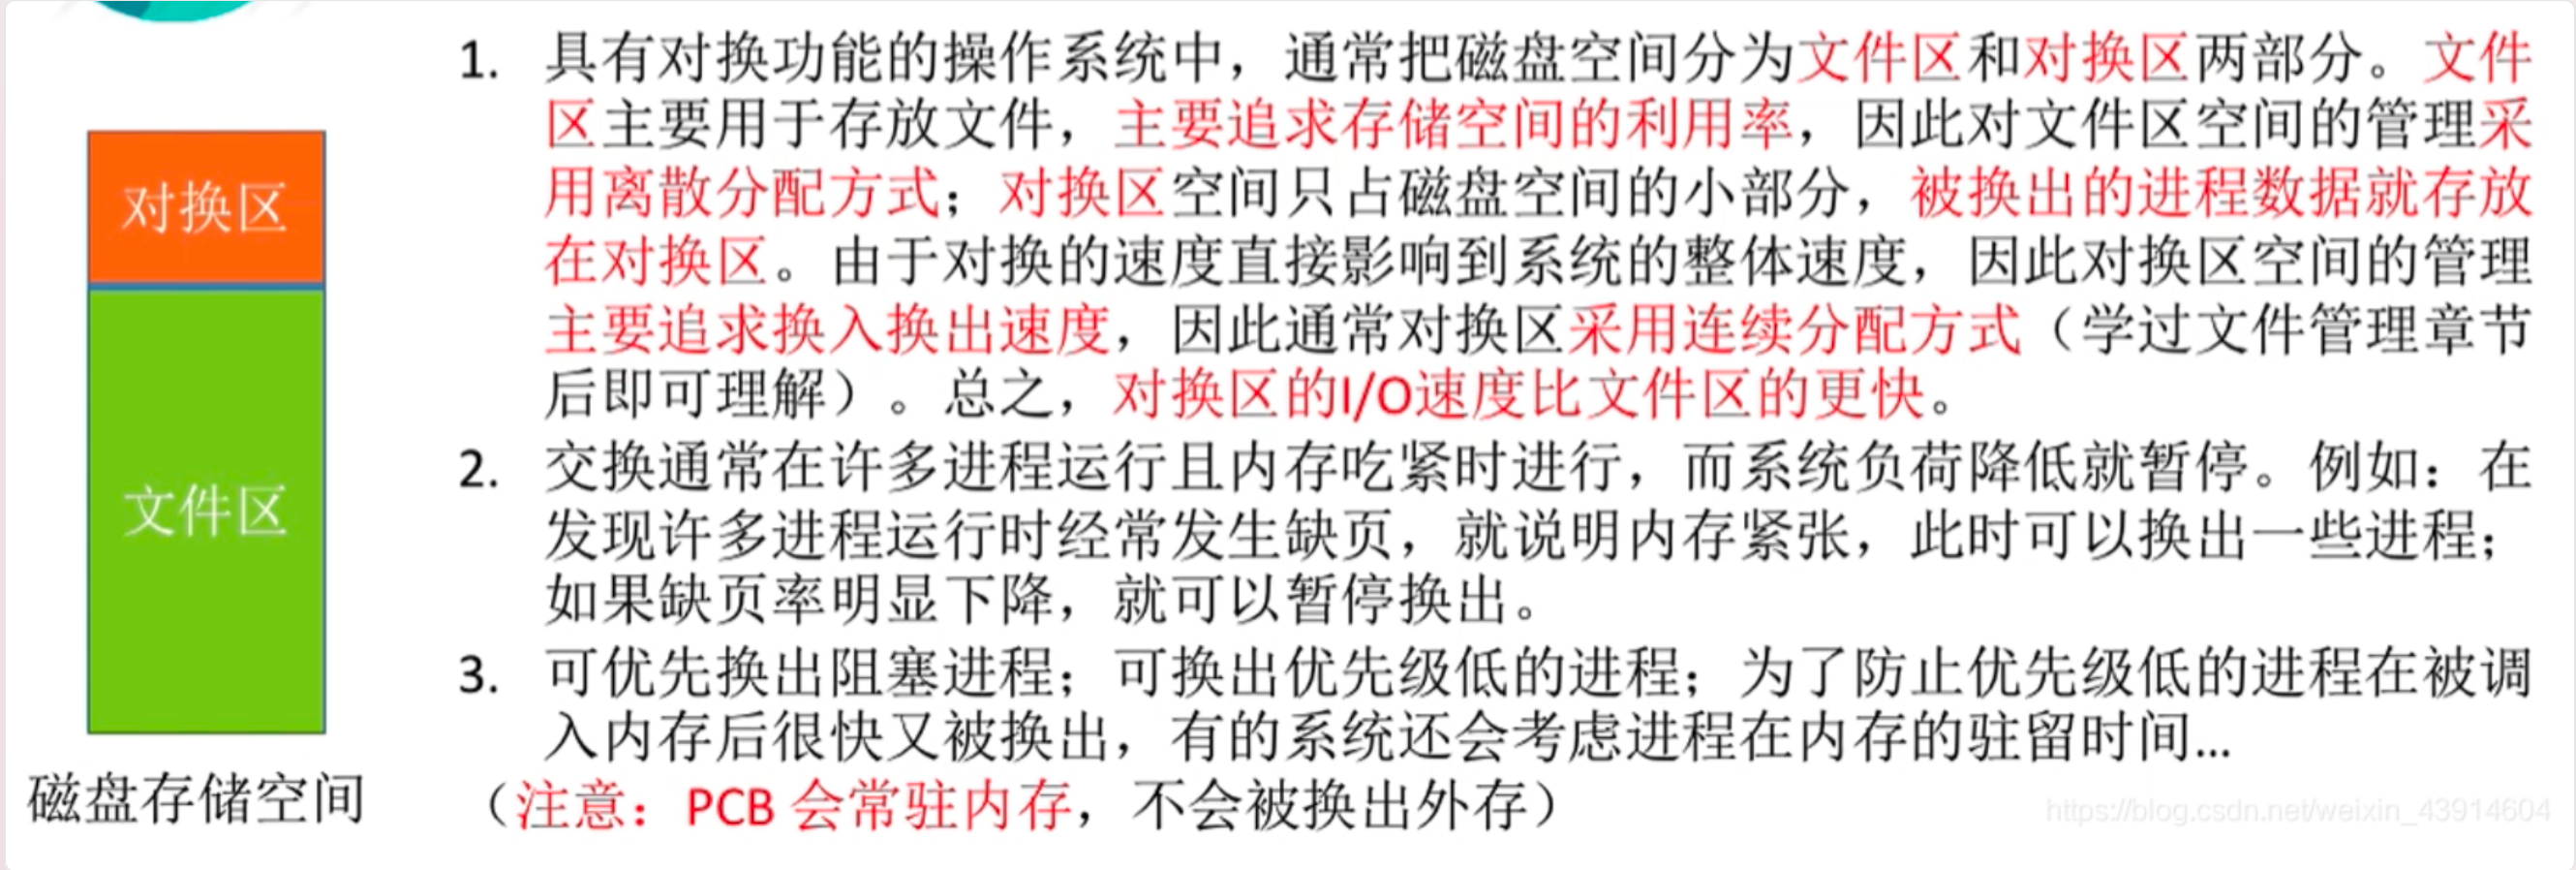 对换区
文件区
磁盘存储空间
1. 具有对换功能的操作系统中，通常把磁盘空间分为文件区和对换区两部分。文件
区主要用于存放文件，主要追求存储空间的利用率，因此对文件区空间的管理采
用离散分配方式；对换区空间只占磁盘空间的小部分，被换出的进程数据就存放
在对换区。由于对换的速度直接影响到系统的整体速度，因此对换区空间的管理
主要追求换入换出速度，因此通常对换区采用连续分配方式（学过文件管理章节
后即可理解）。总之，对换区的I/O速度比文件区的更快。
2. 交换通常在许多进程运行且内存吃紧时进行，而系统负荷降低就暂停。例如：在
发现许多进程运行时经常发生缺页，就说明内存紧张，此时可以换出一些进程；
如果缺页率明显下降，就可以暂停换出。
3. 可优先换出阻塞进程；可换出优先级低的进程；为了防止优先级低的进程在被调
入内存后很快又被换出，有的系统还会考虑进程在内存的驻留时间...
（注意：PCB 会常驻内存，不会被换出外存）
https://blog.csdn.net/weixin_43914604